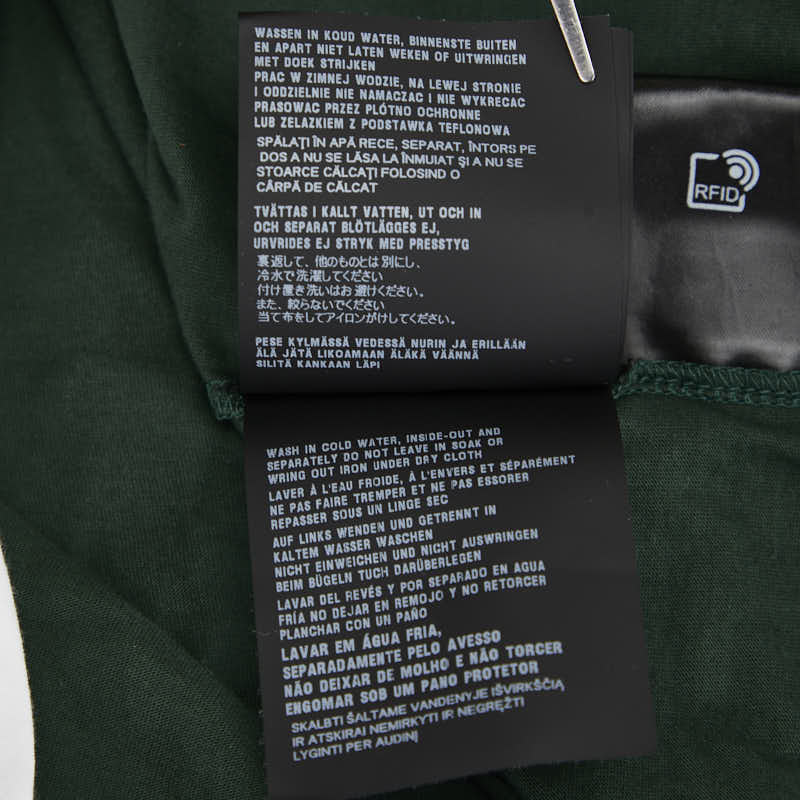 WASSEN IN KOUD WATER, BINNENSTE BUITEN
EN APART NIET LATEN WEKEN OF UITWRINGEN
MET DOEK STRIJKEN
PRAC W ZIMNEJ WODZIE, NA LEWEJ STRONIE
I ODDZIELNIE NIE NAMACZAC I NIE WYKRECAC
PRASOWAC PRZEZ PLÓTNO OCHRONNE
LUB ZELAZKIEM Z PODSTAWKA TEFLONOWA
SPĂLAȚI ÎN APĂ RECE, SEPARAT, ÎNTORS PE
DOS A NU SE LĂSA LA ÎNMUIAT ȘI A NU SE
STOARCE CĂLCAȚI FOLOSIND O
CÂRPĂ DE CĂLCAT
TVÄTTAS I KALLT VATTEN, UT OCH IN
OCH SEPARAT BLÖTLÄGGES EJ,
URVRIDES EJ STRYK MED PRESSTYG
裏返して、他のものとは別にし、
冷水で洗濯してください
付け置き洗いはお避けください。
また、絞らないでください
当て布をしてアイロンがけしてください。
PESE KYLMÄSSÄ VEDESSÄ NURIN JA ERILLÄÄN
ÄLÄ JÄTÄ LIKOAMAAN ÄLÄKÄ VÄÄNNÄ
SILITÄ KANKAAN LÄPI
RFID
WASH IN COLD WATER, INSIDE-OUT AND
SEPARATELY DO NOT LEAVE IN SOAK OR
WRING OUT IRON UNDER DRY CLOTH
LAVER À L'EAU FROIDE, À L'ENVERS ET SÉPARÉMENT
NE PAS FAIRE TREMPER ET NE PAS ESSORER
REPASSER SOUS UN LINGE SEC
AUF LINKS WENDEN UND GETRENNT IN
KALTEM WASSER WASCHEN
NICHT EINWEICHEN UND NICHT AUSWRINGEN
BEIM BÜGELN TUCH DARÜBERLEGEN
LAVAR DEL REVÉS Y POR SEPARADO EN AGUA
FRÍA NO DEJAR EN REMOJO Y NO RETORCER
PLANCHAR CON UN PAÑO
LAVAR EM ÁGUA FRIA,
SEPARADAMENTE PELO AVESSO
NÃO DEIXAR DE MOLHO E NÃO TORCER
ENGOMAR SOB UM PANO PROTETOR
SKALBTI ŠALTAME VANDENYJE IŠVIRKŠČIĄ
IR ATSKIRAI NEMIRKYTI IR NEGRĘŽTI
LYGINTI PER AUDINĮ